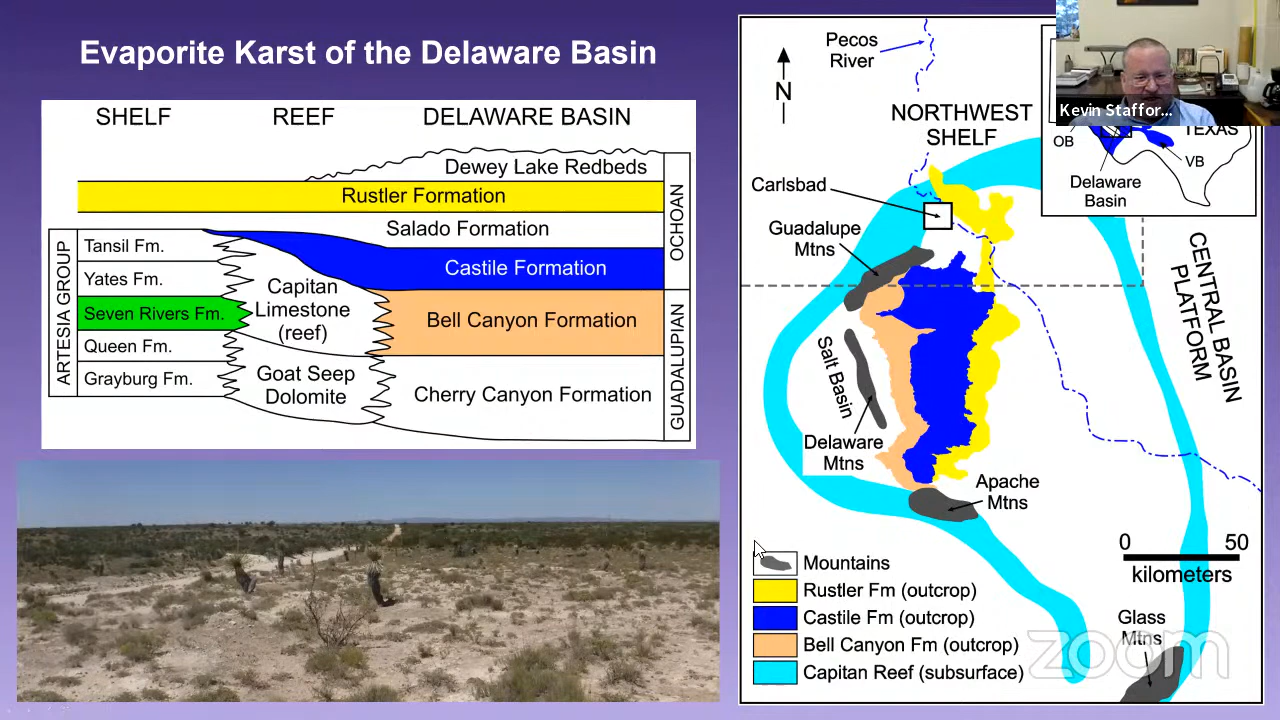 Evaporite Karst of the Delaware Basin
SHELF
REEF
DELAWARE BASIN
Dewey Lake Redbeds
Rustler Formation
Salado Formation
Castile Formation
Bell Canyon Formation
Cherry Canyon Formation
OCHOAN
GUADALUPIAN
ARTESIA GROUP
Tansil Fm.
Yates Fm.
Seven Rivers Fm.
Queen Fm.
Grayburg Fm.
Capitan
Limestone
(reef)
Goat Seep
Dolomite
Pecos
River
N
NORTHWEST
SHELF
Carlsbad
Guadalupe
Mtns
Salt Basin
Delaware
Mtns
Apache
Mtns
CENTRAL BASIN
PLATFORM
0 50
kilometers
Glass
Mtns
Kevin Staffor...
TEXAS
OB
VB
Delaware
Basin
Mountains
Rustler Fm (outcrop)
Castile Fm (outcrop)
Bell Canyon Fm (outcrop)
Capitan Reef (subsurface)
zoom